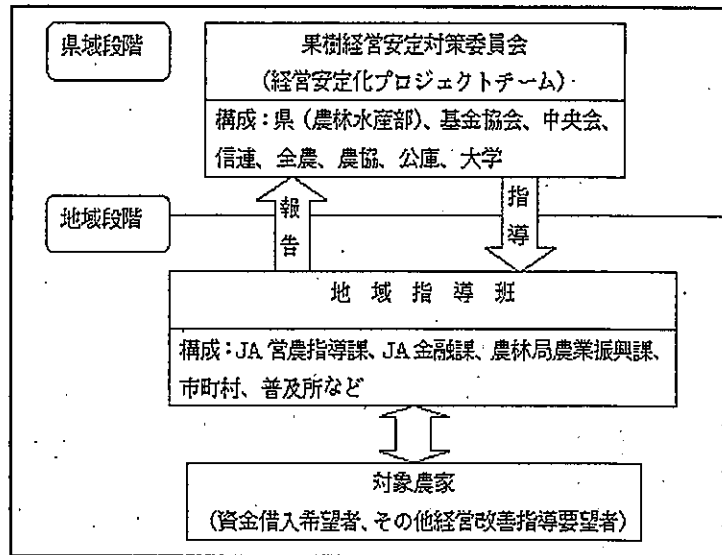 県域段階
果樹経営安定対策委員会
（経営安定化プロジェクトチーム）
構成：県（農林水産部）、基金協会、中央会、
信連、全農、農協、公庫、大学
報告
指導
地域段階
地域指導班
構成：JA営農指導課、JA金融課、農林局農業振興課、
市町村、普及所など
対象農家
（資金借入希望者、その他経営改善指導要望者）